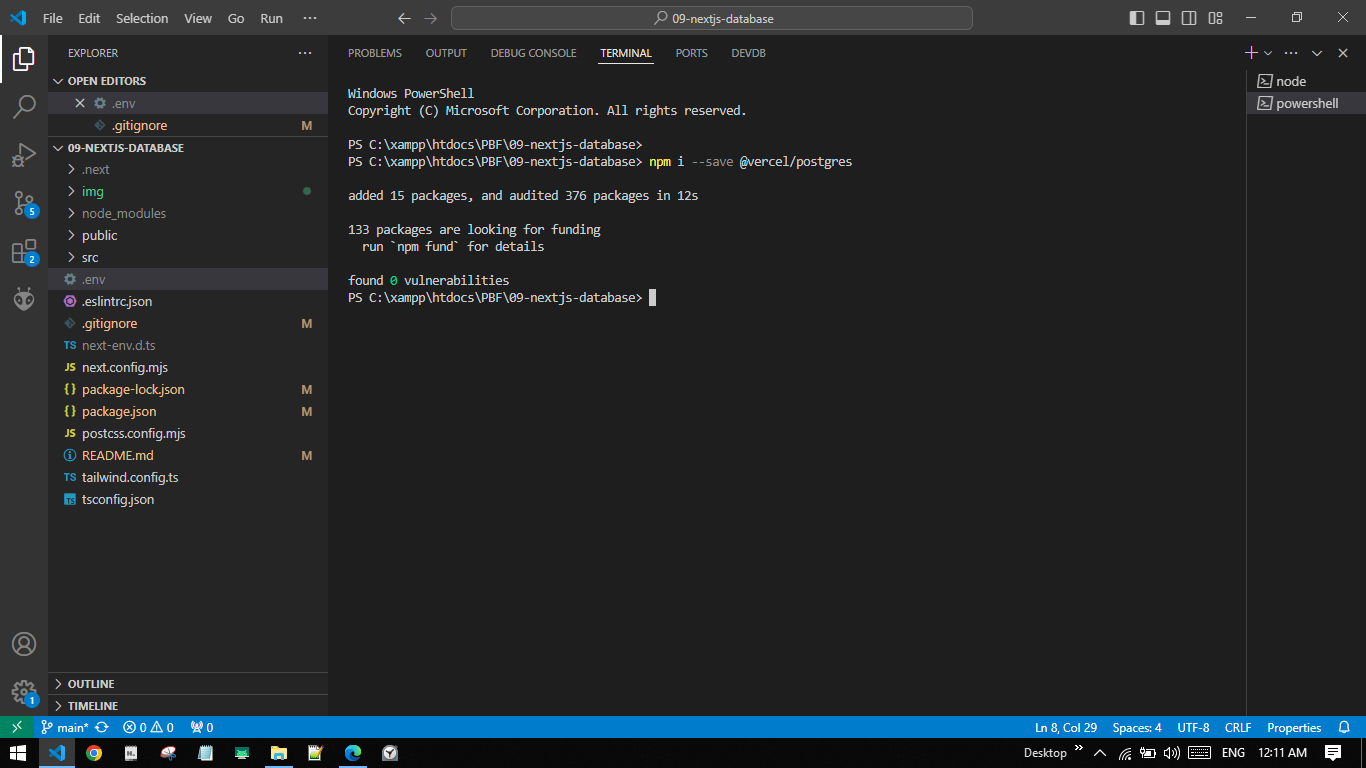 File Edit Selection View Go Run ···
09-nextjs-database
EXPLORER ···
OPEN EDITORS
.env
.gitignore M
09-NEXTJS-DATABASE
.next
img
node_modules
public
src
.env
.eslintrc.json
.gitignore M
TS next-env.d.ts
JS next.config.mjs
{} package-lock.json M
{} package.json M
JS postcss.config.mjs
README.md M
TS tailwind.config.ts
TS tsconfig.json
OUTLINE
TIMELINE
5
2
1
PROBLEMS OUTPUT DEBUG CONSOLE TERMINAL PORTS DEVDB
Windows PowerShell
Copyright (C) Microsoft Corporation. All rights reserved.
PS C:\xampp\htdocs\PBF\09-nextjs-database>
PS C:\xampp\htdocs\PBF\09-nextjs-database> npm i --save @vercel/postgres
added 15 packages, and audited 376 packages in 12s
133 packages are looking for funding
run `npm fund` for details
found 0 vulnerabilities
PS C:\xampp\htdocs\PBF\09-nextjs-database>
node
powershell
main* 0 0 0 Ln 8, Col 29 Spaces: 4 UTF-8 CRLF Properties
Desktop ENG 12:11 AM